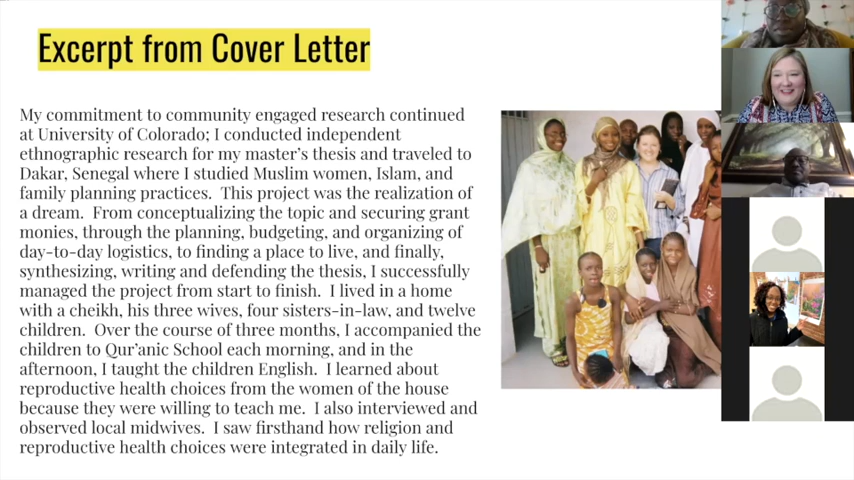 Excerpt from Cover Letter
My commitment to community engaged research continued
at University of Colorado; I conducted independent
ethnographic research for my master's thesis and traveled to
Dakar, Senegal where I studied Muslim women, Islam, and
family planning practices.  This project was the realization of
a dream.  From conceptualizing the topic and securing grant
monies, through the planning, budgeting, and organizing of
day-to-day logistics, to finding a place to live, and finally,
synthesizing, writing and defending the thesis, I successfully
managed the project from start to finish.  I lived in a home
with a cheikh, his three wives, four sisters-in-law, and twelve
children.  Over the course of three months, I accompanied the
children to Qur'anic School each morning, and in the
afternoon, I taught the children English.  I learned about
reproductive health choices from the women of the house
because they were willing to teach me.  I also interviewed and
observed local midwives.  I saw firsthand how religion and
reproductive health choices were integrated in daily life.